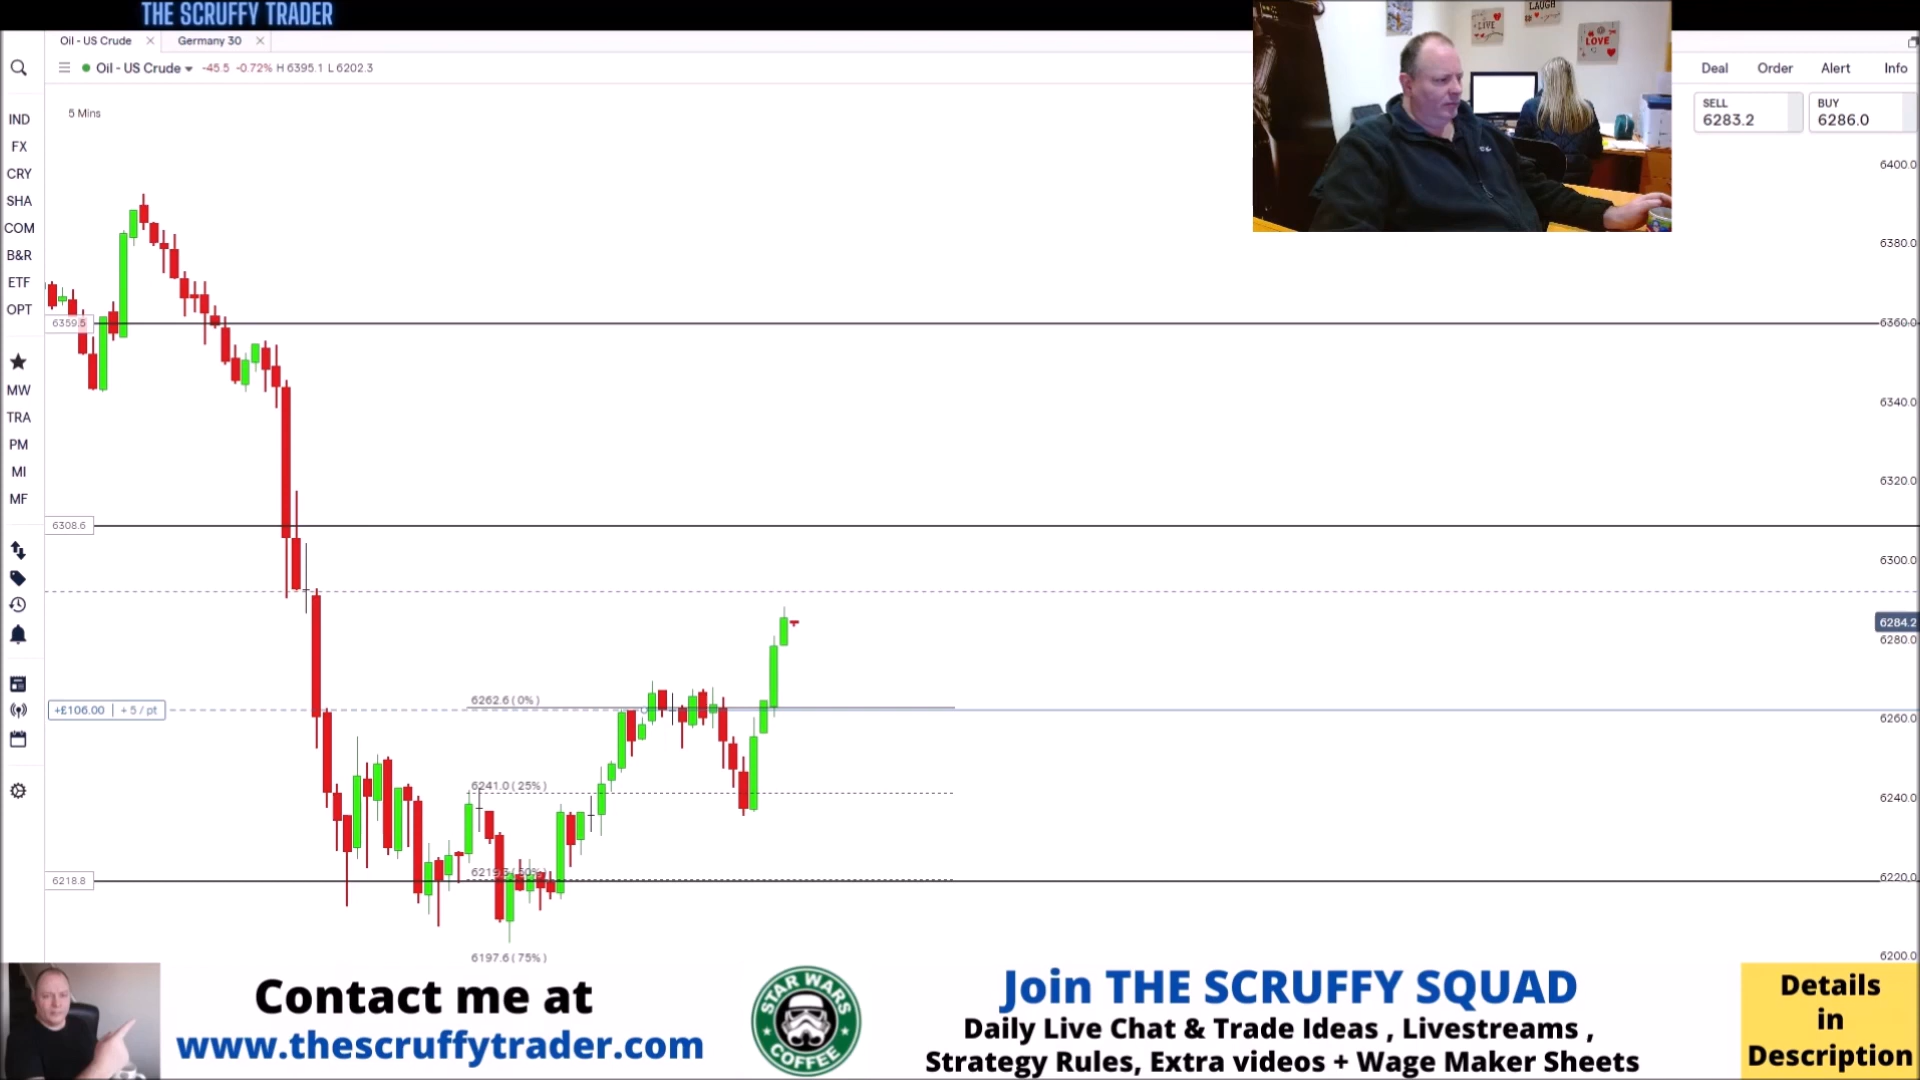 THE SCRUFFY TRADER
Oil - US Crude
Germany 30
Oil - US Crude -45.5 -0.72% H 6395.1 L 6202.3
Deal Order Alert Info
5 Mins
SELL
6283.2
BUY
6286.0
LIVE
LAUGH
LOVE
IND
FX
CRY
SHA
COM
B&R
ETF
OPT
MW
TRA
PM
MI
MF
6400.0
6380.0
6360.0
6340.0
6320.0
6300.0
6284.2
6280.0
6260.0
6240.0
6220.0
6200.0
6359.5
6308.6
+£106.00 | + 5 / pt
6218.8
6262.6 (0%)
6241.0 (25%)
6197.6 (75%)
Contact me at
www.thescruffytrader.com
STAR WARS
COFFEE
Join THE SCRUFFY SQUAD
Daily Live Chat & Trade Ideas , Livestreams ,
Strategy Rules, Extra videos + Wage Maker Sheets
Details
in
Description